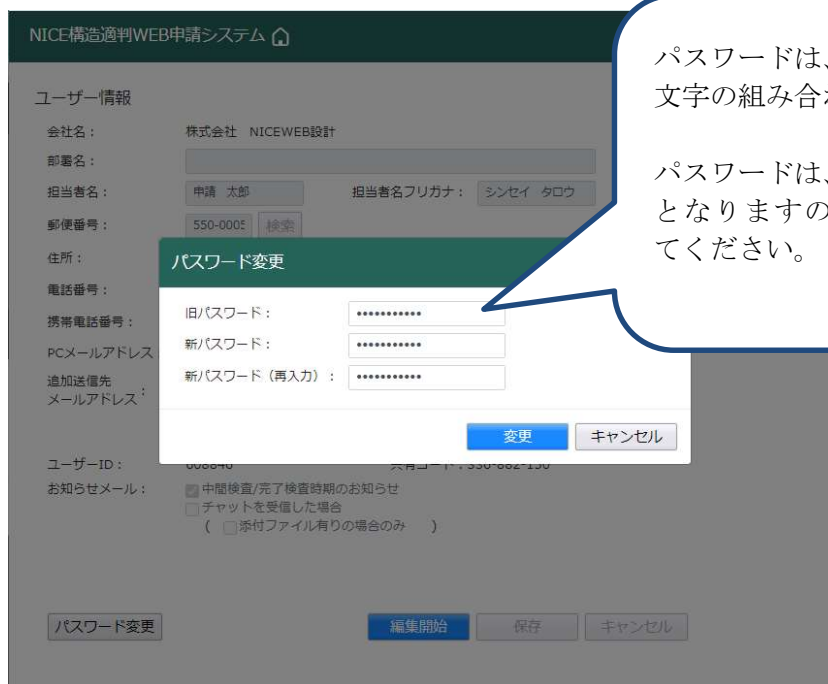 NICE構造適判WEB申請システム
ユーザー情報
会社名： 株式会社 NICEWEB設計
部署名：
担当者名： 申請 太郎 担当者名フリガナ： シンセイ タロウ
郵便番号： 550-0005 検索
住所：
電話番号：
携帯電話番号：
PCメールアドレス
追加送信先
メールアドレス：
パスワード変更
旧パスワード： •••••••••••
新パスワード： •••••••••••
新パスワード（再入力）： •••••••••••
変更 キャンセル
ユーザーID： 共有コード：
お知らせメール： 中間検査/完了検査時期のお知らせ
チャットを受信した場合
( 添付ファイル有りの場合のみ )
パスワード変更 編集開始 保存 キャンセル
パスワードは、
文字の組み合
パスワードは、
となりますの
てください。